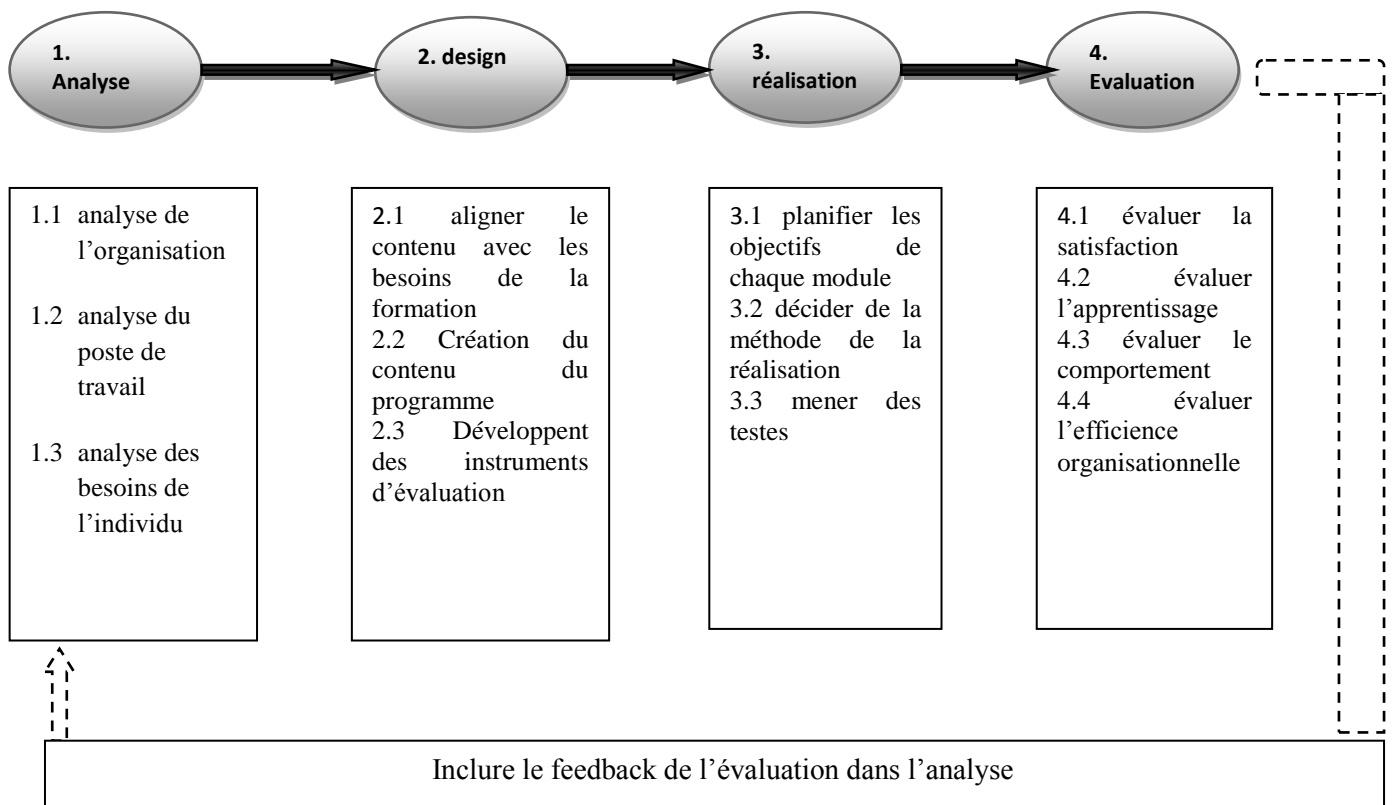 1.
Analyse
2. design
3.
réalisation
4.
Evaluation
1.1 analyse de
l’organisation
1.2 analyse du
poste de
travail
1.3 analyse des
besoins de
l’individu
2.1 aligner le
contenu avec les
besoins de la
formation
2.2 Création du
contenu du
programme
2.3 Développent
des instruments
d’évaluation
3.1 planifier les
objectifs de
chaque module
3.2 décider de la
méthode de la
réalisation
3.3 mener des
testes
4.1 évaluer la
satisfaction
4.2 évaluer
l’apprentissage
4.3 évaluer le
comportement
4.4 évaluer
l’efficience
organisationnelle
Inclure le feedback de l’évaluation dans l’analyse